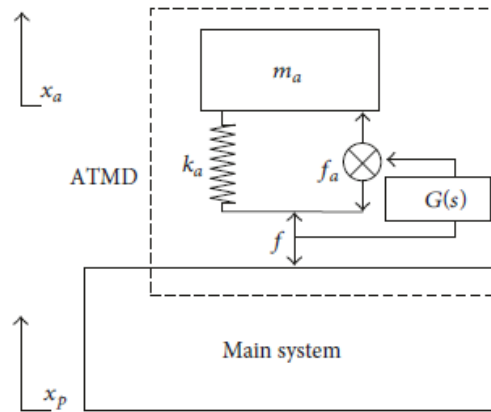 x_a
m_a
k_a
f_a
ATMD
G(s)
f
Main system
x_p